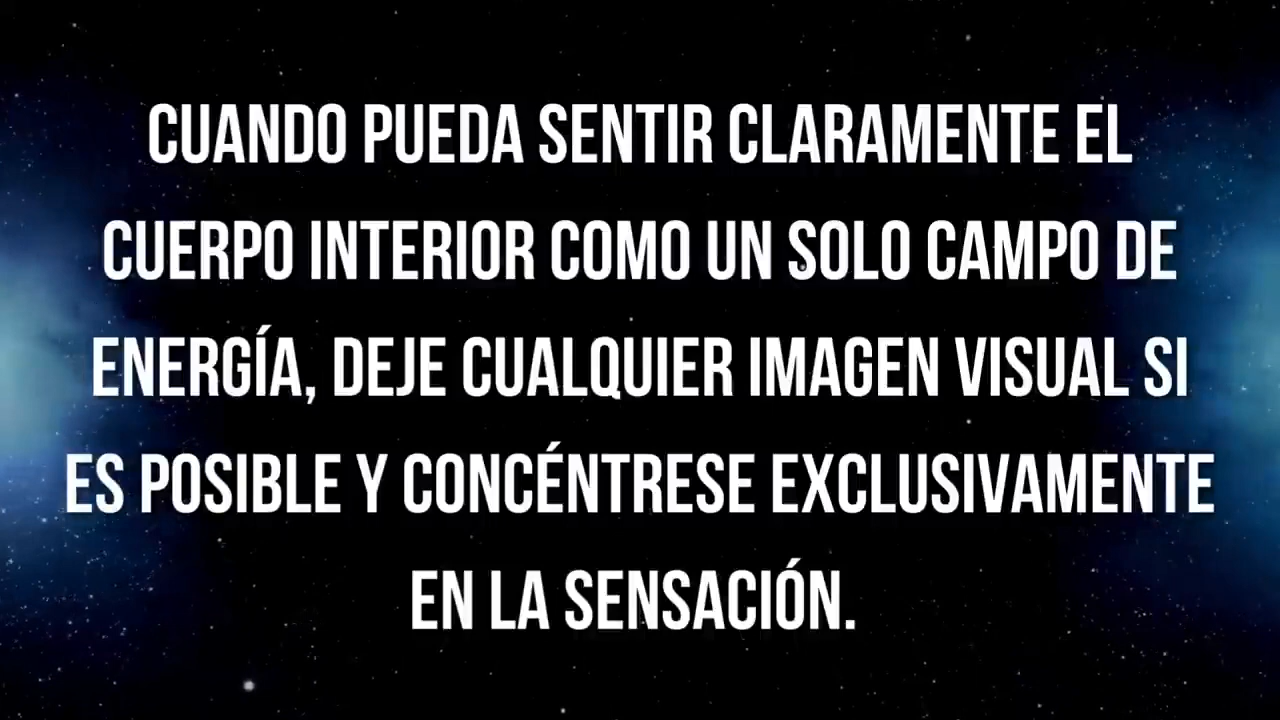 CUANDO PUEDA SENTIR CLARAMENTE EL
CUERPO INTERIOR COMO UN SOLO CAMPO DE
ENERGÍA, DEJE CUALQUIER IMAGEN VISUAL SI
ES POSIBLE Y CONCÉNTRESE EXCLUSIVAMENTE
EN LA SENSACIÓN.